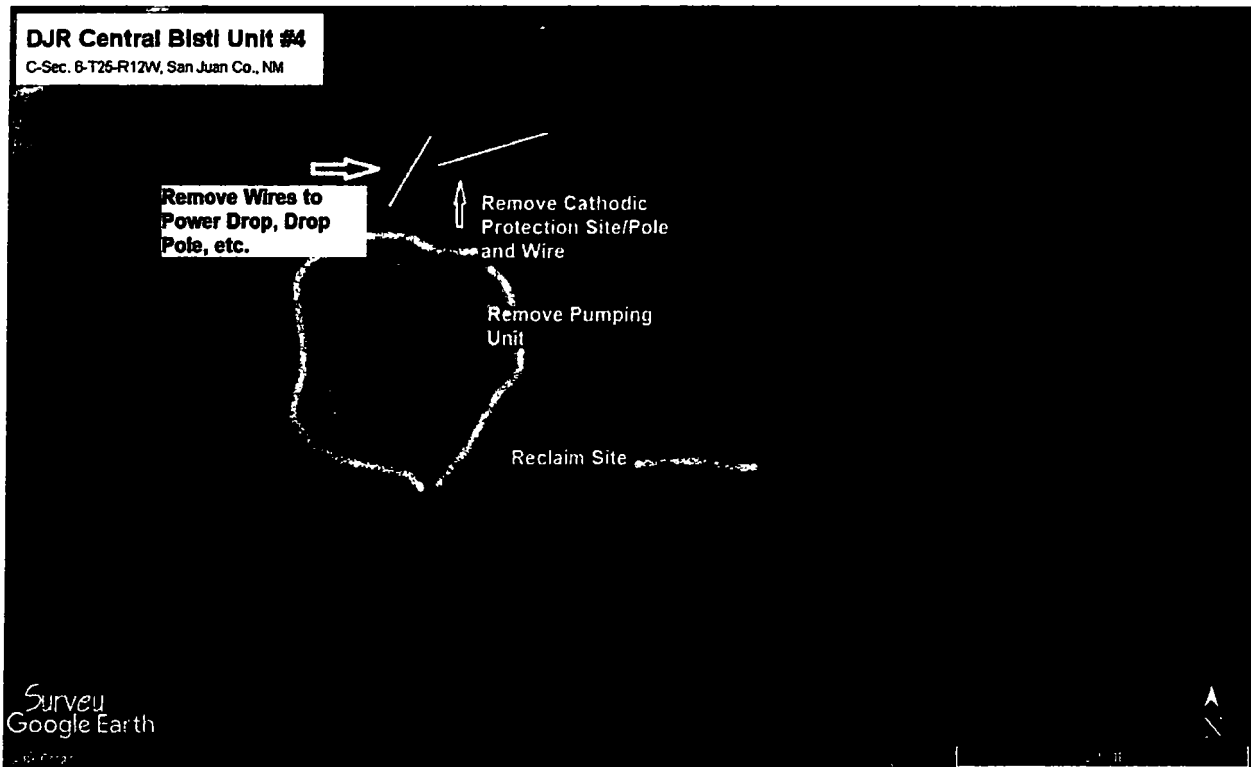 DJR Central Bisti Unit #4
C-Sec. 6-T25-R12W, San Juan Co., NM
Remove Wires to
Power Drop, Drop
Pole, etc.
Remove Cathodic
Protection Site/Pole
and Wire
Remove Pumping
Unit
Reclaim Site
Surveu
Google Earth
N